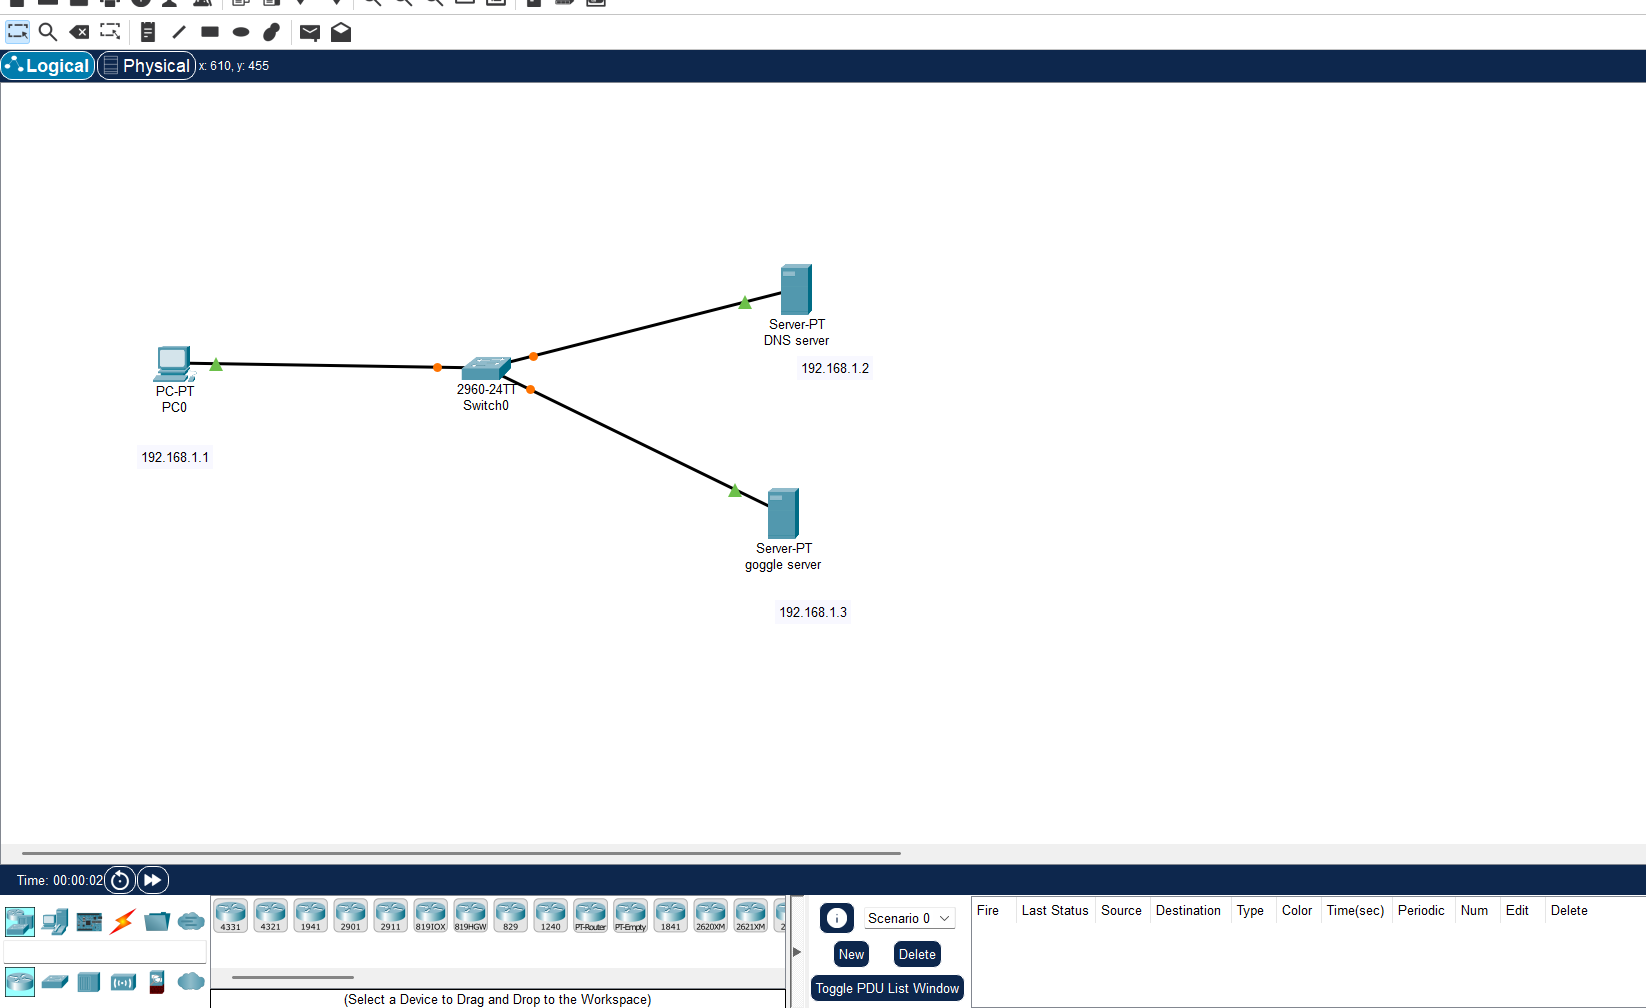 Logical
Physical
x: 610, y: 455
Server-PT
DNS server
192.168.1.2
PC-PT
PC0
2960-24TT
Switch0
192.168.1.1
Server-PT
goggle server
192.168.1.3
Time: 00:00:02
4331
4321
1941
2901
2911
819IOX
819HGW
829
1240
PT-Router
PT-Empty
1841
2620XM
2621XM
2
(Select a Device to Drag and Drop to the Workspace)
Scenario 0
New
Delete
Toggle PDU List Window
Fire Last Status Source Destination Type Color Time(sec) Periodic Num Edit Delete